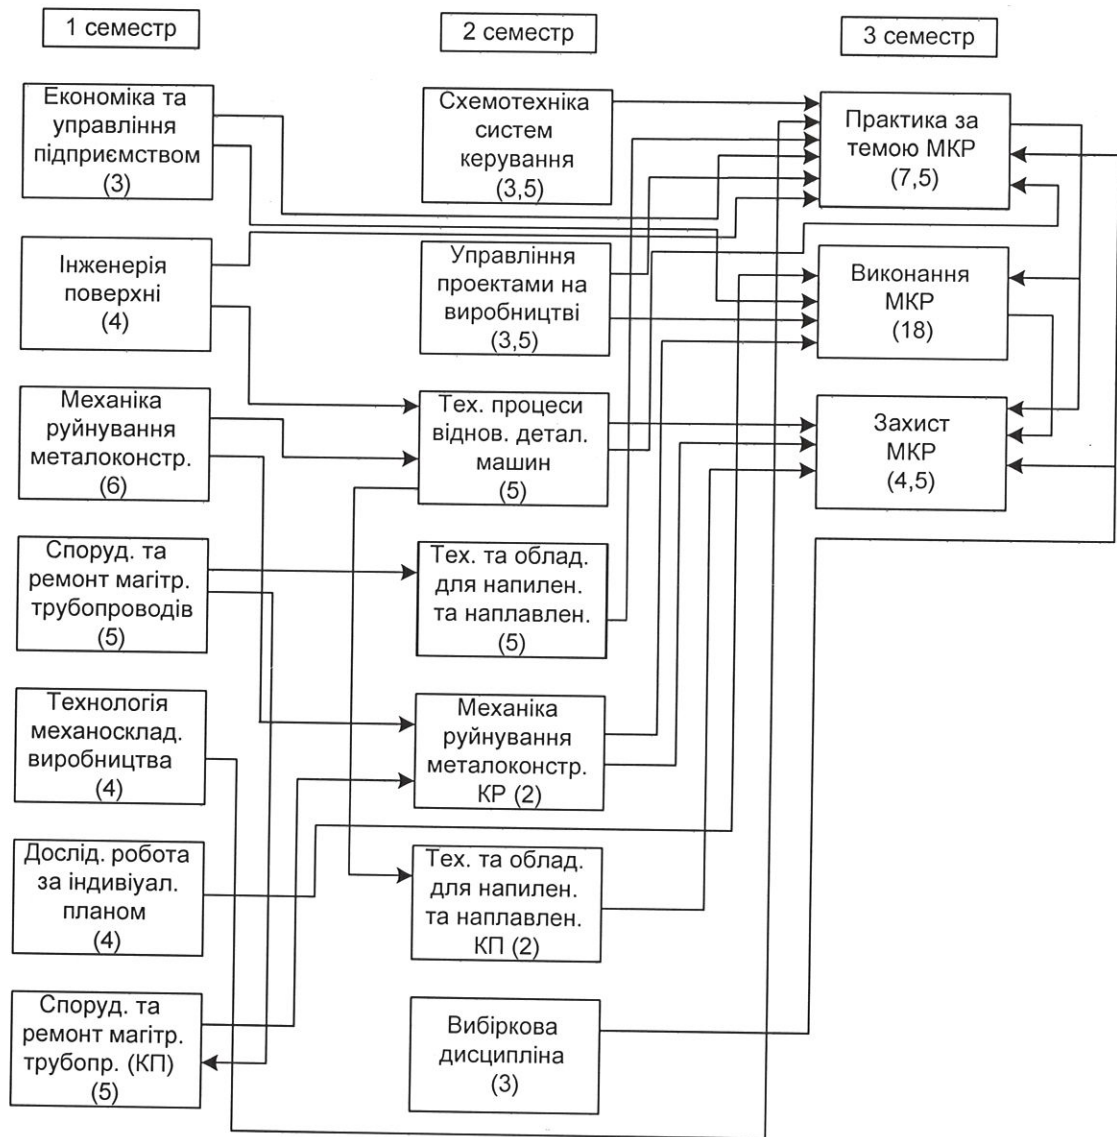 1 семестр
Економіка та
управління
підприємством
(3)
Інженерія
поверхні
(4)
Механіка
руйнування
металоконстр.
(6)
Споруд. та
ремонт магітр.
трубопроводів
(5)
Технологія
механосклад.
виробництва
(4)
Дослід. робота
за індивіуал.
планом
(4)
Споруд. та
ремонт магітр.
трубопр. (КП)
(5)
2 семестр
Схемотехніка
систем
керування
(3,5)
Управління
проектами на
виробництві
(3,5)
Тех. процеси
віднов. детал.
машин
(5)
Тех. та облад.
для напилен.
та наплавлен.
(5)
Механіка
руйнування
металоконстр.
КР (2)
Тех. та облад.
для напилен.
та наплавлен.
КП (2)
Вибіркова
дисципліна
(3)
3 семестр
Практика за
темою МКР
(7,5)
Виконання
МКР
(18)
Захист
МКР
(4,5)